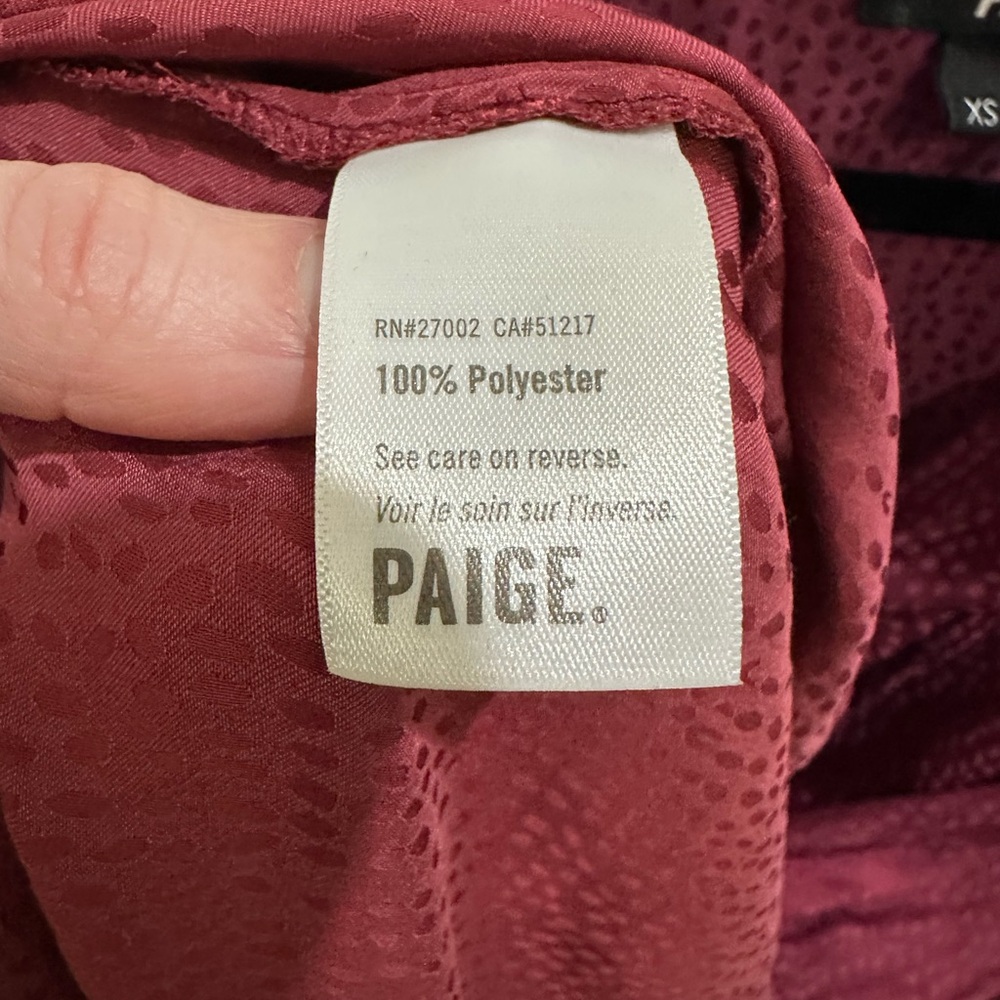 XS
RN#27002 CA#51217
100% Polyester
See care on reverse.
Voir le soin sur l'inverse.
PAIGE.